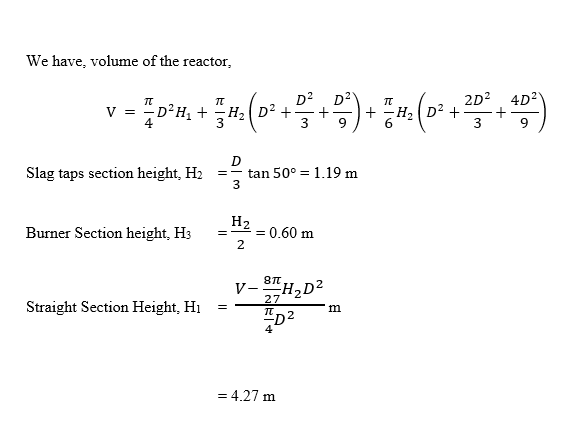 We have, volume of the reactor,
V = π/4 D²H₁ + π/3 H₂ (D² + D²/3 + D²/9) + π/6 H₂ (D² + 2D²/3 + 4D²/9)
Slag taps section height, H₂ = D/3 tan 50° = 1.19 m
Burner Section height, H₃ = H₂/2 = 0.60 m
Straight Section Height, H₁ = (V − 8π/27 H₂D²)/(π/4 D²) m
= 4.27 m